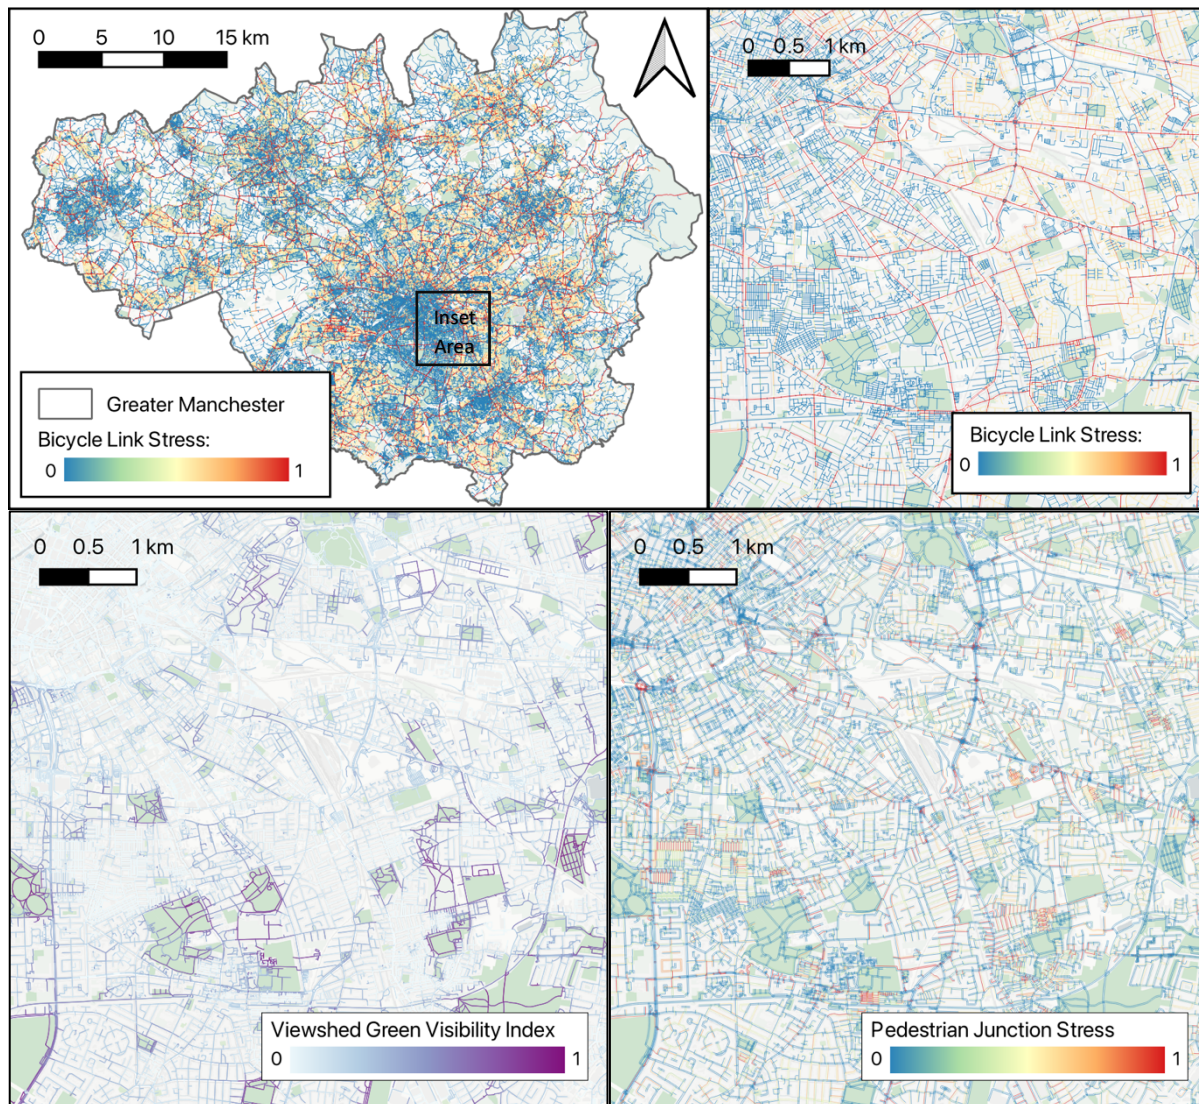 0 5 10 15 km
Inset
Area
Greater Manchester
Bicycle Link Stress:
0 1
0 0.5 1 km
Bicycle Link Stress:
0 1
0 0.5 1 km
Viewshed Green Visibility Index
0 1
0 0.5 1 km
Pedestrian Junction Stress
0 1